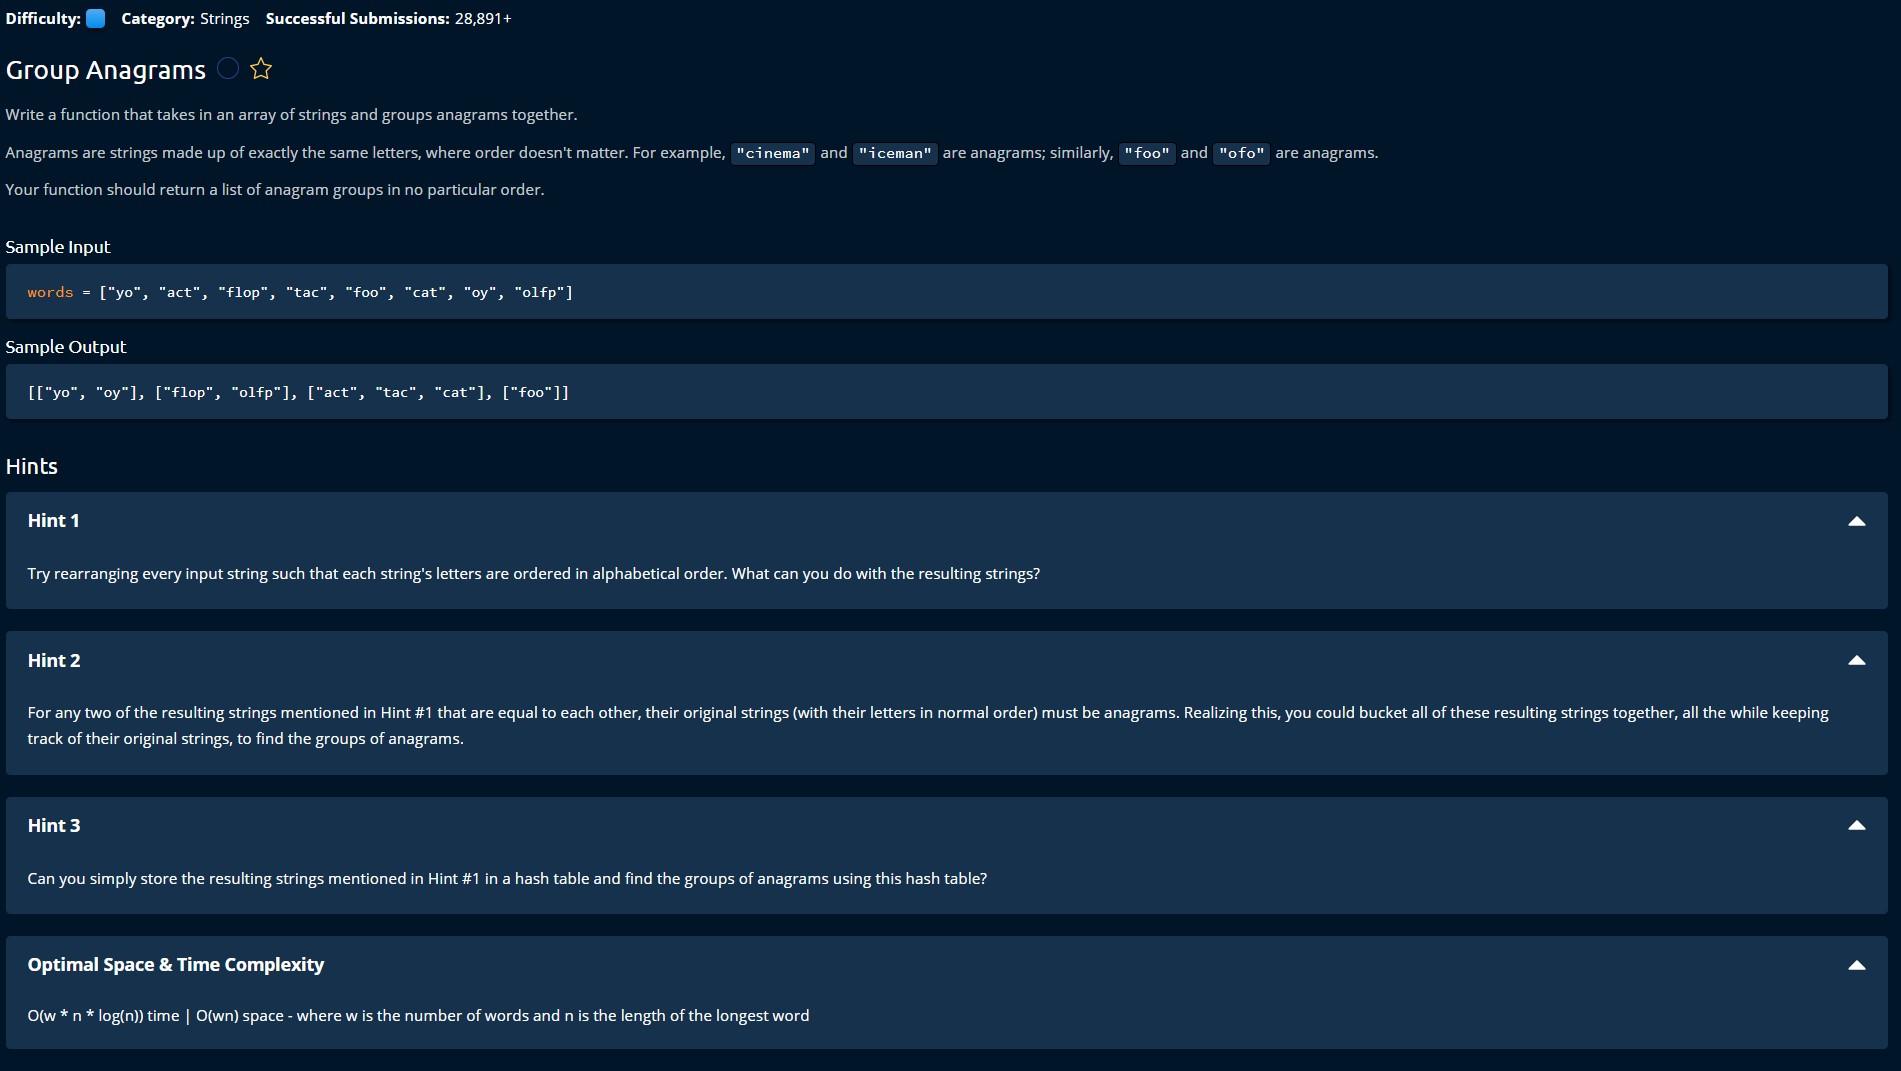 Difficulty: Category: Strings Successful Submissions: 28,891+
Group Anagrams
Write a function that takes in an array of strings and groups anagrams together.
Anagrams are strings made up of exactly the same letters, where order doesn't matter. For example, "cinema" and "iceman" are anagrams; similarly, "foo" and "ofo" are anagrams.
Your function should return a list of anagram groups in no particular order.
Sample Input
words = ["yo", "act", "flop", "tac", "foo", "cat", "oy", "olfp"]
Sample Output
[["yo", "oy"], ["flop", "olfp"], ["act", "tac", "cat"], ["foo"]]
Hints
Hint 1
Try rearranging every input string such that each string's letters are ordered in alphabetical order. What can you do with the resulting strings?
Hint 2
For any two of the resulting strings mentioned in Hint #1 that are equal to each other, their original strings (with their letters in normal order) must be anagrams. Realizing this, you could bucket all of these resulting strings together, all the while keeping
track of their original strings, to find the groups of anagrams.
Hint 3
Can you simply store the resulting strings mentioned in Hint #1 in a hash table and find the groups of anagrams using this hash table?
Optimal Space & Time Complexity
O(w * n * log(n)) time | O(wn) space - where w is the number of words and n is the length of the longest word